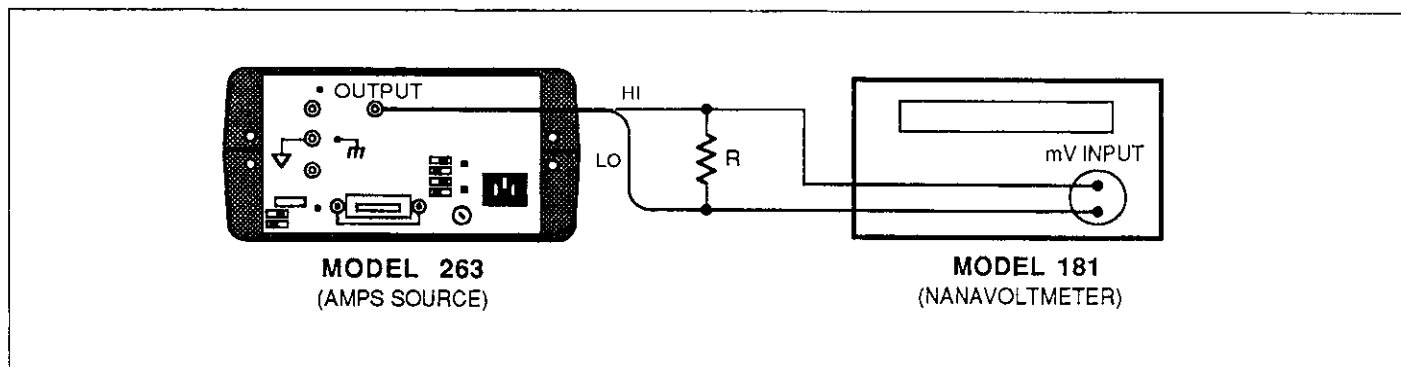 OUTPUT
HI
LO
R
mV INPUT
MODEL 263
(AMPS SOURCE)
MODEL 181
(NANAVOLTMETER)